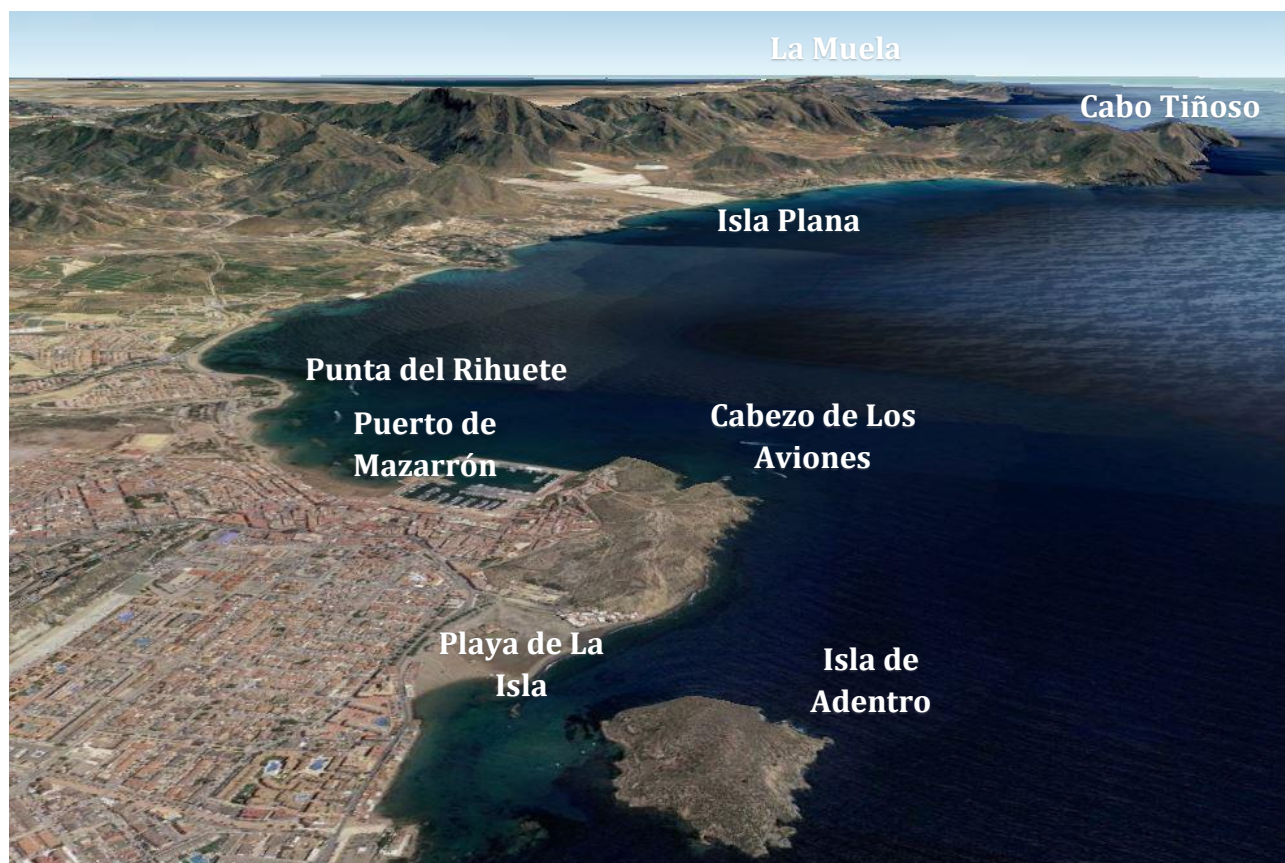 La Muela
Cabo Tiñoso
Isla Plana
Punta del Rihuete
Puerto de
Mazarrón
Cabezo de Los
Aviones
Playa de La
Isla
Isla de
Adentro